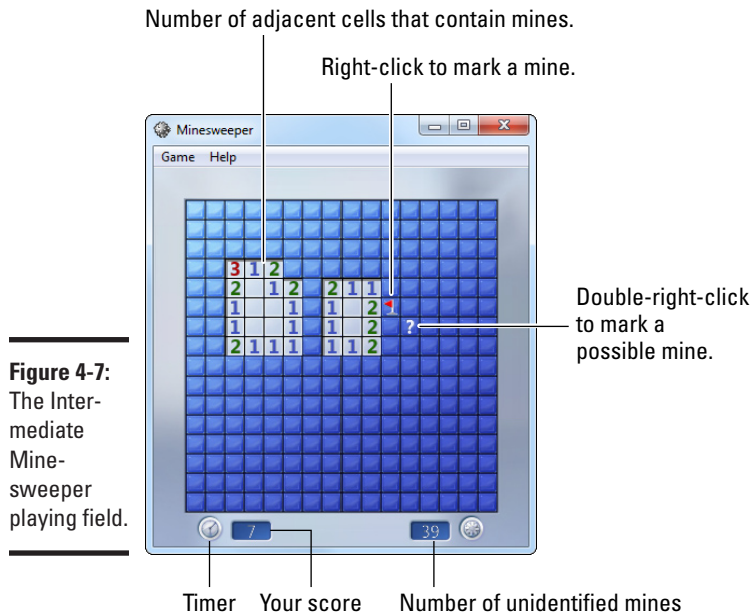 Number of adjacent cells that contain mines.
Right-click to mark a mine.
Minesweeper
Game Help
3 1 2
2 1 2 2 1 1
1 1 1 2
1 1 1 2 ?
2 1 1 1 1 1 2
Double-right-click
to mark a
possible mine.
Figure 4-7:
The Inter-
mediate
Mine-
sweeper
playing field.
7 39
Timer Your score Number of unidentified mines